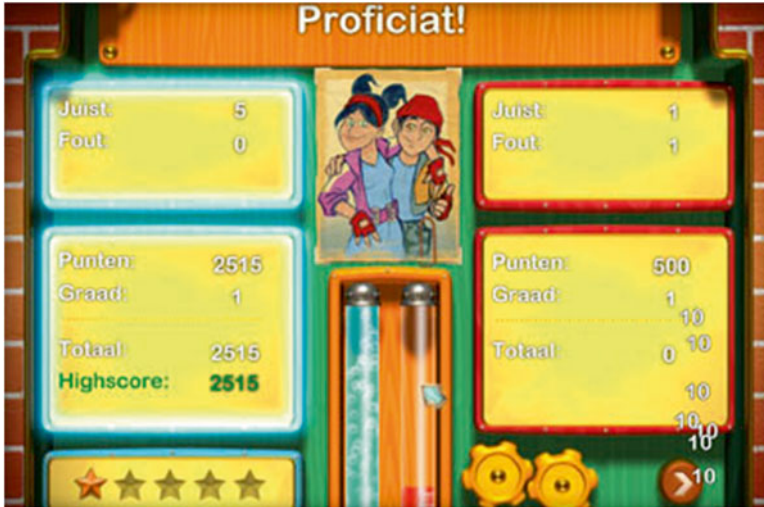 Proficiat!
Juist: 5
Fout: 0
Punten: 2515
Graad: 1
Totaal: 2515
Highscore: 2515
Juist: 1
Fout: 1
Punten: 500
Graad: 1
10
Totaal: 0
10
10
10
10
10
10